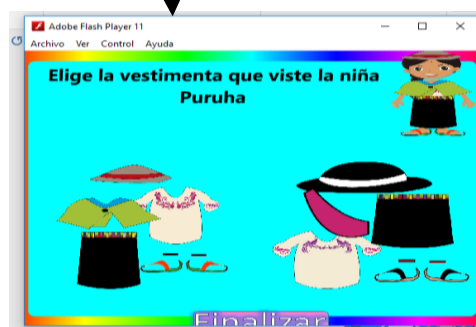 Adobe Flash Player 11
Archivo Ver Control Ayuda
Elige la vestimenta que viste la niña
Puruha
Finalizar